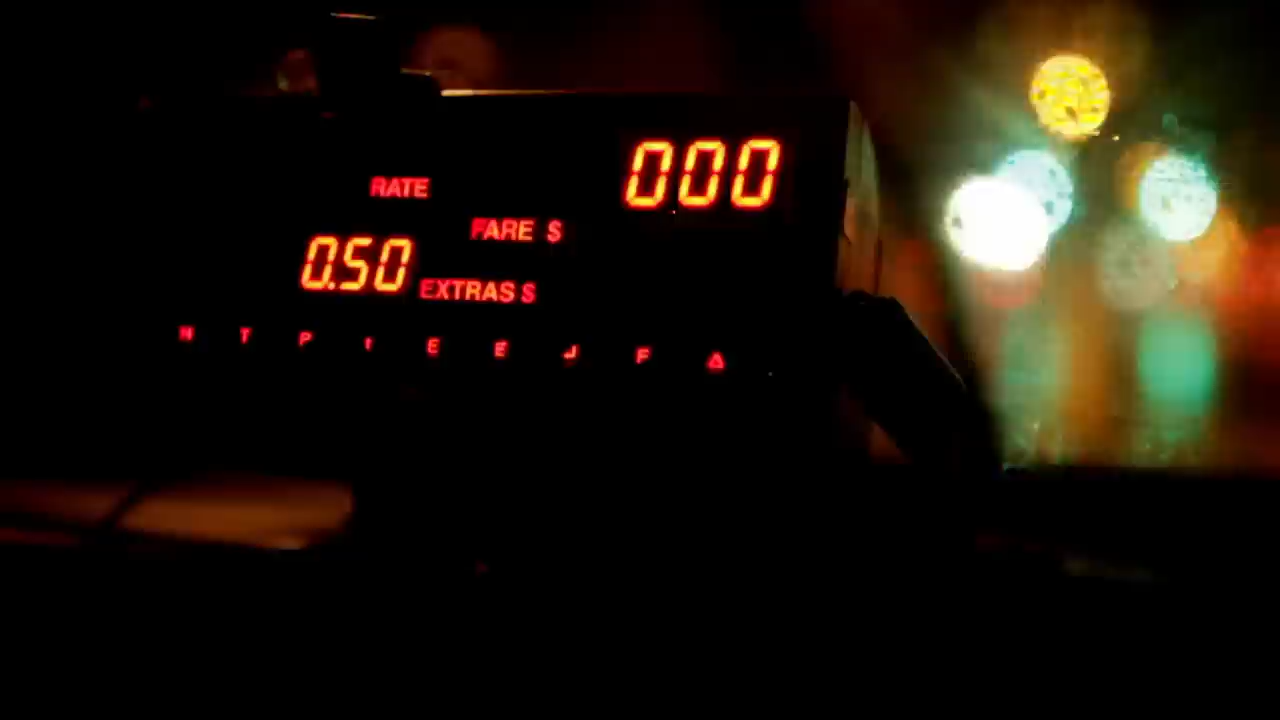 000
RATE
FARE $
0.50 EXTRAS $
N T P I E E J F